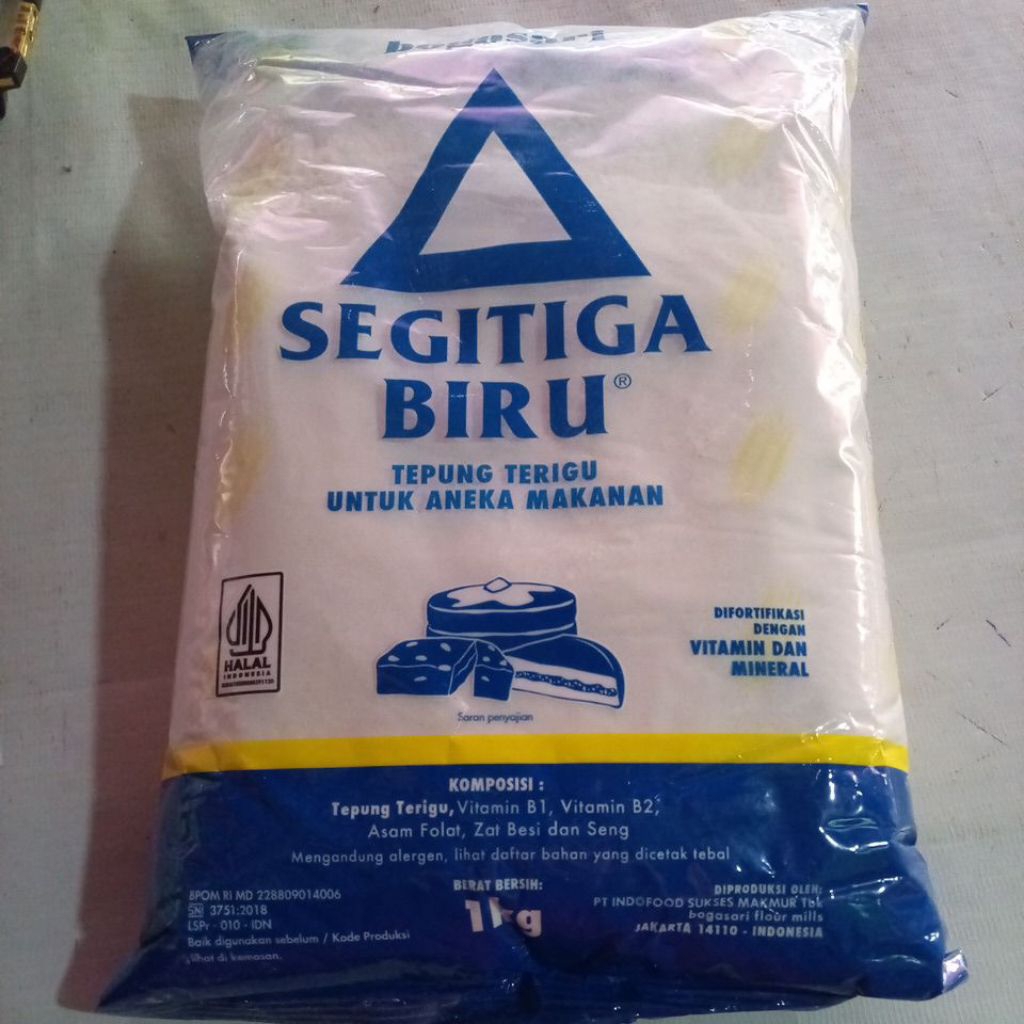 bogasari
SEGITIGA
BIRU®
TEPUNG TERIGU
UNTUK ANEKA MAKANAN
HALAL
INDONESIA
DIFORTIFIKASI
DENGAN
VITAMIN DAN
MINERAL
Saran penyajian
KOMPOSISI :
Tepung Terigu, Vitamin B1, Vitamin B2,
Asam Folat, Zat Besi dan Seng
Mengandung alergen, lihat daftar bahan yang dicetak tebal
BPOM RI MD 228809014006
SNI 3751:2018
LSPr - 010 - IDN
Baik digunakan sebelum / Kode Produksi
lihat di kemasan.
BERAT BERSIH:
1kg
DIPRODUKSI OLEH:
PT INDOFOOD SUKSES MAKMUR Tbk
bogasari flour mills
JAKARTA 14110 - INDONESIA